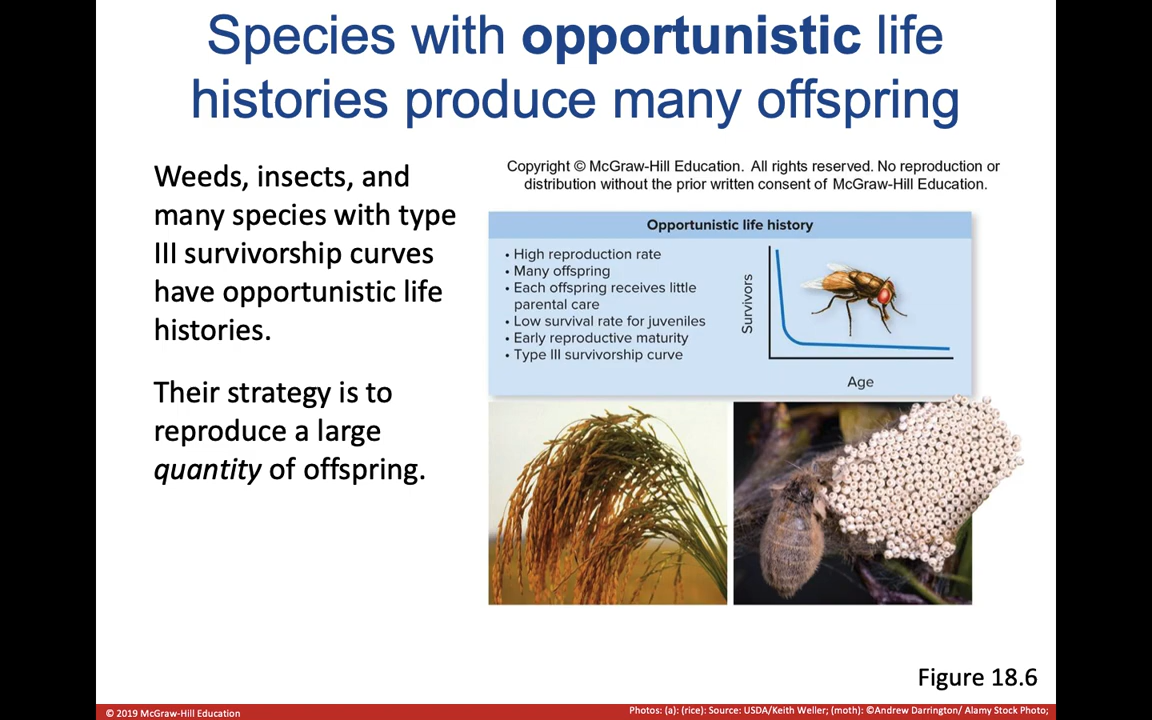 Species with opportunistic life
histories produce many offspring
Weeds, insects, and
many species with type
III survivorship curves
have opportunistic life
histories.
Their strategy is to
reproduce a large
quantity of offspring.
Copyright © McGraw-Hill Education. All rights reserved. No reproduction or
distribution without the prior written consent of McGraw-Hill Education.
Opportunistic life history
• High reproduction rate
• Many offspring
• Each offspring receives little
parental care
• Low survival rate for juveniles
• Early reproductive maturity
• Type III survivorship curve
Survivors
Age
Figure 18.6
© 2019 McGraw-Hill Education
Photos: (a): (rice): Source: USDA/Keith Weller; (moth): ©Andrew Darrington/ Alamy Stock Photo;